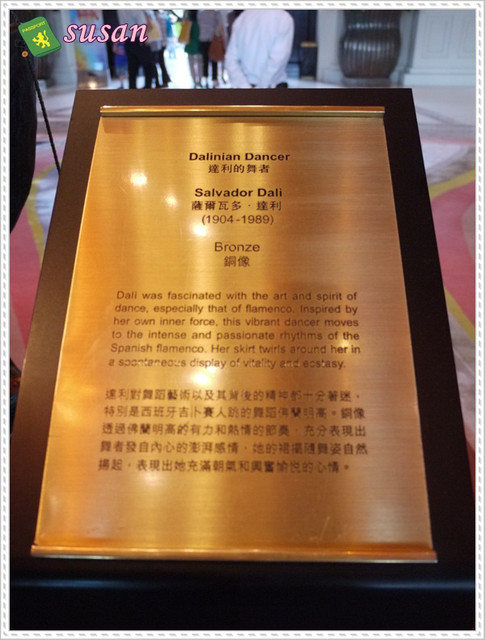 susan
Dalinian Dancer
達利的舞者
Salvador Dalì
薩爾瓦多·達利
(1904-1989)
Bronze
銅像
Dalì was fascinated with the art and spirit of
dance, especially that of flamenco. Inspired by
her own inner force, this vibrant dancer moves
to the intense and passionate rhythms of the
Spanish flamenco. Her skirt twirls around her in
a spontaneous display of vitality and ecstasy.
達利對舞蹈藝術以及其背後的精神都十分著迷,
特別是西班牙吉卜賽人跳的舞蹈佛蘭明高。銅像
透過佛蘭明高的有力和熱情的節奏,充分表現出
舞者發自內心的澎湃感情,她的裙襬隨舞姿自然
揚起,表現出她充滿朝氣和興奮愉悅的心情。